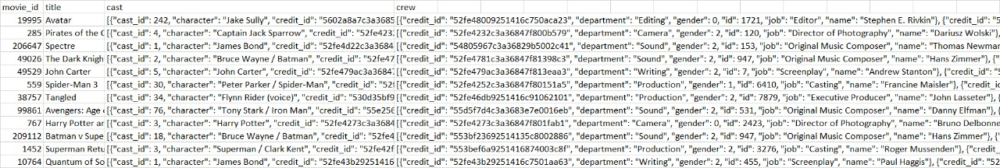 movie_id title cast crew
19995 Avatar [{"cast_id": 242, "character": "Jake Sully", "credit_id": "5602a8a7c3a3685 [{"credit_id": "52fe48009251416c750aca23", "department": "Editing", "gender": 0, "id": 1721, "job": "Editor", "name": "Stephen E. Rivkin"}, {"credit_id": "5
285 Pirates of the C [{"cast_id": 4, "character": "Captain Jack Sparrow", "credit_id": "52fe4232 [{"credit_id": "52fe4232c3a36847f800b579", "department": "Camera", "gender": 2, "id": 120, "job": "Director of Photography", "name": "Dariusz Wolski"},
206647 Spectre [{"cast_id": 1, "character": "James Bond", "credit_id": "52fe4d22c3a3684 [{"credit_id": "54805967c3a36829b5002c41", "department": "Sound", "gender": 2, "id": 153, "job": "Original Music Composer", "name": "Thomas Newman
49026 The Dark Knigh [{"cast_id": 2, "character": "Bruce Wayne / Batman", "credit_id": "52fe47 [{"credit_id": "52fe4781c3a36847f81398c3", "department": "Sound", "gender": 2, "id": 947, "job": "Original Music Composer", "name": "Hans Zimmer"}, {"
49529 John Carter [{"cast_id": 5, "character": "John Carter", "credit_id": "52fe479ac3a36847 [{"credit_id": "52fe479ac3a36847f813eaa3", "department": "Writing", "gender": 2, "id": 7, "job": "Screenplay", "name": "Andrew Stanton"}, {"credit_id": "5
559 Spider-Man 3 [{"cast_id": 30, "character": "Peter Parker / Spider-Man", "credit_id": "52f [{"credit_id": "52fe4252c3a36847f80151a5", "department": "Production", "gender": 1, "id": 6410, "job": "Casting", "name": "Francine Maisler"}, {"credit_id
38757 Tangled [{"cast_id": 34, "character": "Flynn Rider (voice)", "credit_id": "530d35bf9 [{"credit_id": "52fe46db9251416c91062101", "department": "Production", "gender": 2, "id": 7879, "job": "Executive Producer", "name": "John Lasseter"},
99861 Avengers: Age [{"cast_id": 76, "character": "Tony Stark / Iron Man", "credit_id": "55e256 [{"credit_id": "55d5f7d4c3a3683e7e0016eb", "department": "Sound", "gender": 2, "id": 531, "job": "Original Music Composer", "name": "Danny Elfman"},
767 Harry Potter ar [{"cast_id": 3, "character": "Harry Potter", "credit_id": "52fe4273c3a3684 [{"credit_id": "52fe4273c3a36847f801fab1", "department": "Camera", "gender": 0, "id": 2423, "job": "Director of Photography", "name": "Bruno Delbonne
209112 Batman v Supe [{"cast_id": 18, "character": "Bruce Wayne / Batman", "credit_id": "52fe4 [{"credit_id": "553bf23692514135c8002886", "department": "Sound", "gender": 2, "id": 947, "job": "Original Music Composer", "name": "Hans Zimmer"}, {"
1452 Superman Retu [{"cast_id": 3, "character": "Superman / Clark Kent", "credit_id": "52fe42f [{"credit_id": "553bef6a9251416874003c8f", "department": "Production", "gender": 2, "id": 3276, "job": "Casting", "name": "Roger Mussenden"}, {"credit_
10764 Quantum of So [{"cast_id": 1, "character": "James Bond", "credit_id": "52fe43b29251416 [{"credit_id": "52fe43b29251416c7501aa63", "department": "Writing", "gender": 2, "id": 455, "job": "Screenplay", "name": "Paul Haggis"}, {"credit_id": "52